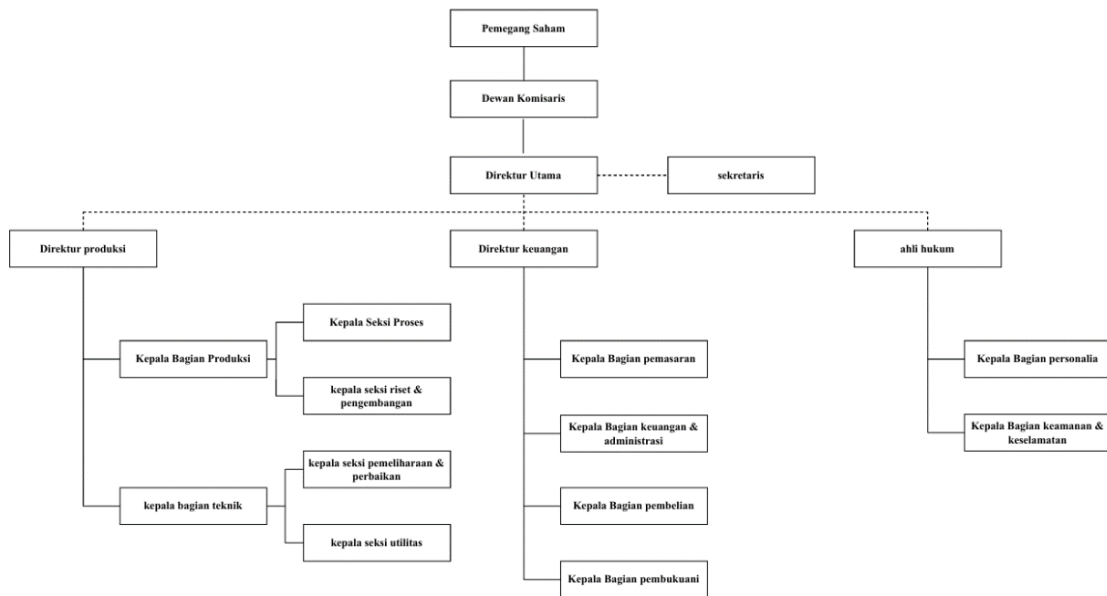 Pemegang Saham
Dewan Komisaris
Direktur Utama
sekretaris
Direktur produksi
Direktur keuangan
ahli hukum
Kepala Seksi Proses
Kepala Bagian Produksi
kepala seksi riset &
pengembangan
kepala seksi pemeliharaan &
perbaikan
kepala bagian teknik
kepala seksi utilitas
Kepala Bagian pemasaran
Kepala Bagian keuangan &
administrasi
Kepala Bagian pembelian
Kepala Bagian pembukuani
Kepala Bagian personalia
Kepala Bagian keamanan &
keselamatan